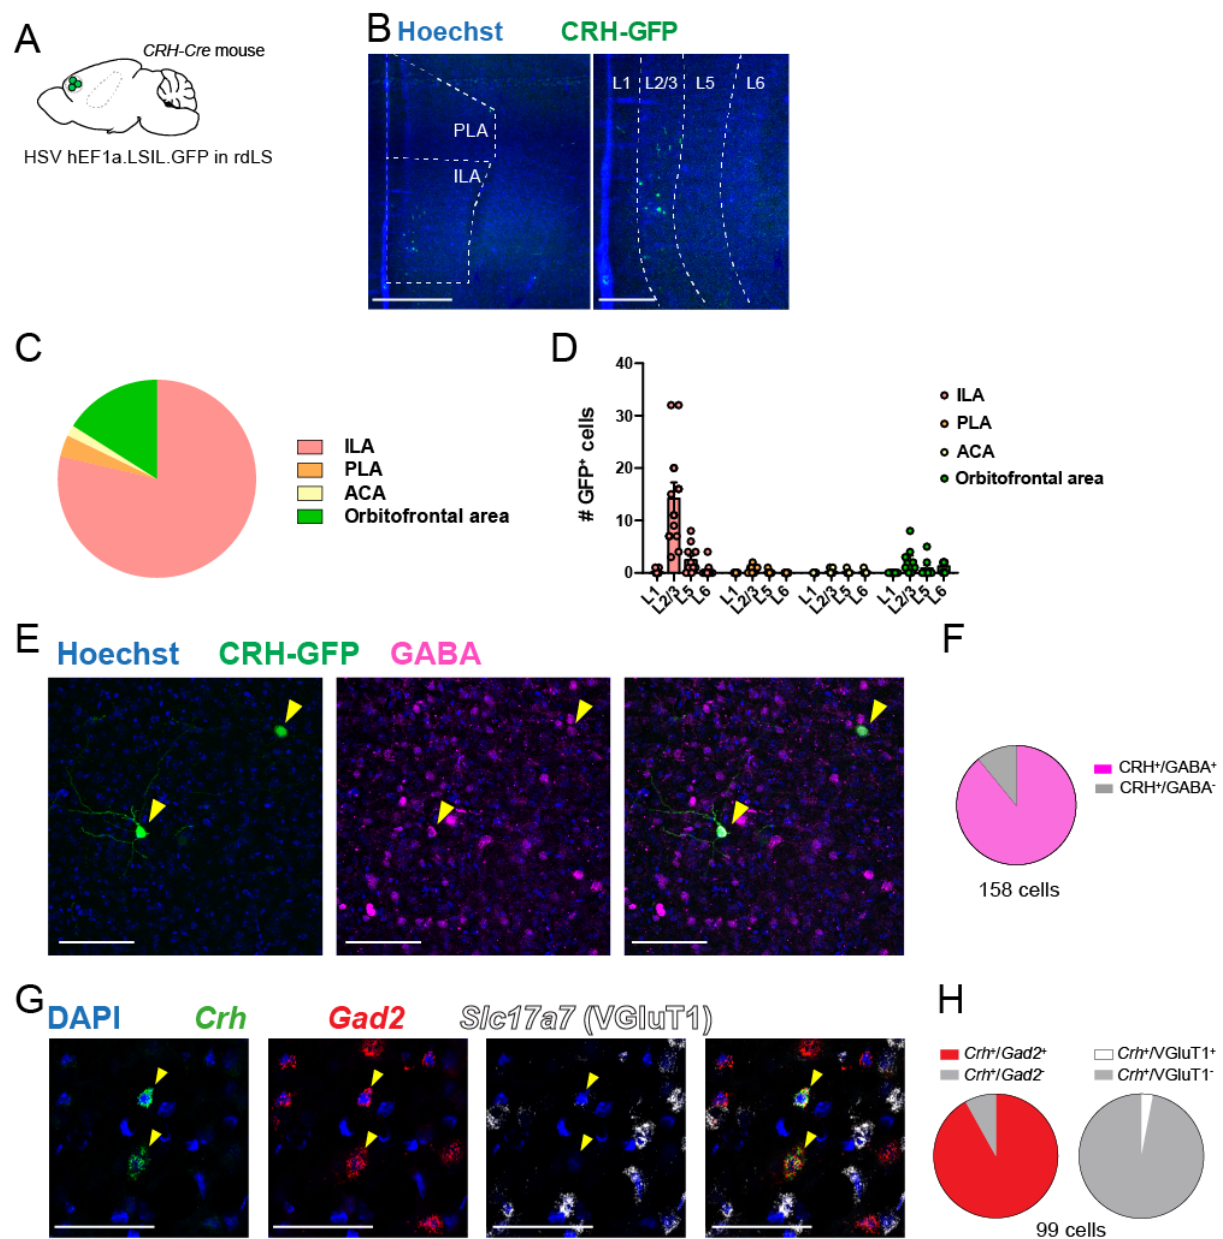 A
CRH-Cre mouse
HSV hEF1a.LSIL.GFP in rdLS
B
Hoechst CRH-GFP
PLA
ILA
L1 L2/3 L5 L6
C
ILA
PLA
ACA
Orbitofrontal area
D
# GFP⁺ cells
40
30
20
10
0
L1 L2/3 L5 L6 L1 L2/3 L5 L6 L1 L2/3 L5 L6 L1 L2/3 L5 L6
ILA
PLA
ACA
Orbitofrontal area
E
Hoechst CRH-GFP GABA
F
CRH⁺/GABA⁺
CRH⁺/GABA⁻
158 cells
G
DAPI Crh Gad2 Slc17a7 (VGluT1)
H
Crh⁺/Gad2⁺ Crh⁺/VGluT1⁺
Crh⁺/Gad2⁻ Crh⁺/VGluT1⁻
99 cells